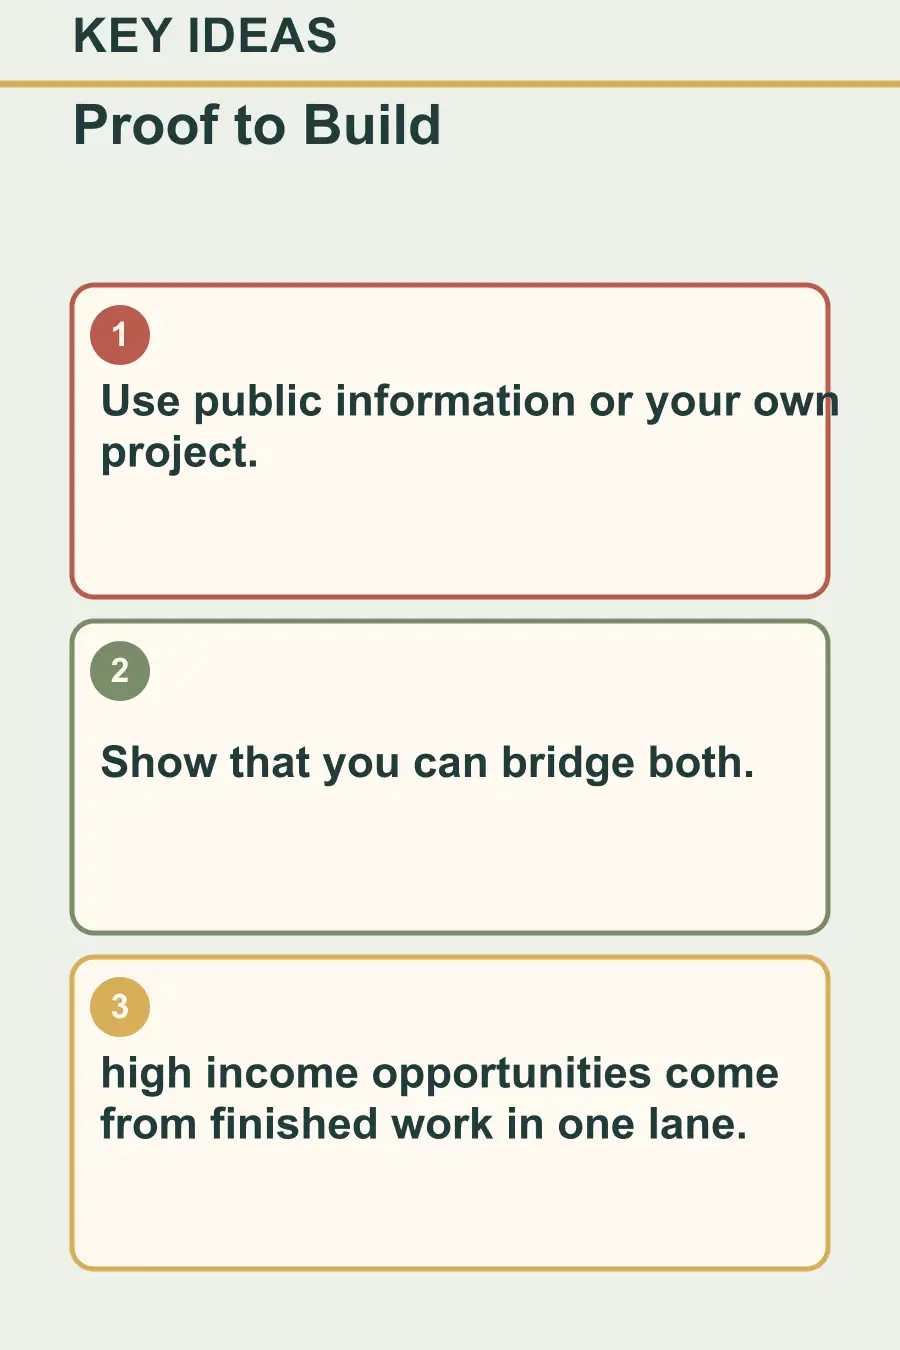 KEY IDEAS
Proof to Build
1
Use public information or your own
project.
2
Show that you can bridge both.
3
high income opportunities come
from finished work in one lane.